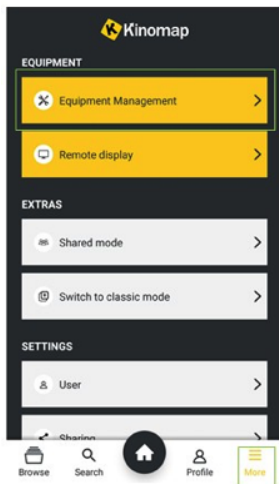 Kinomap
EQUIPMENT
Equipment Management
Remote display
EXTRAS
Shared mode
Switch to classic mode
SETTINGS
User
Sharing
Browse
Search
Profile
More